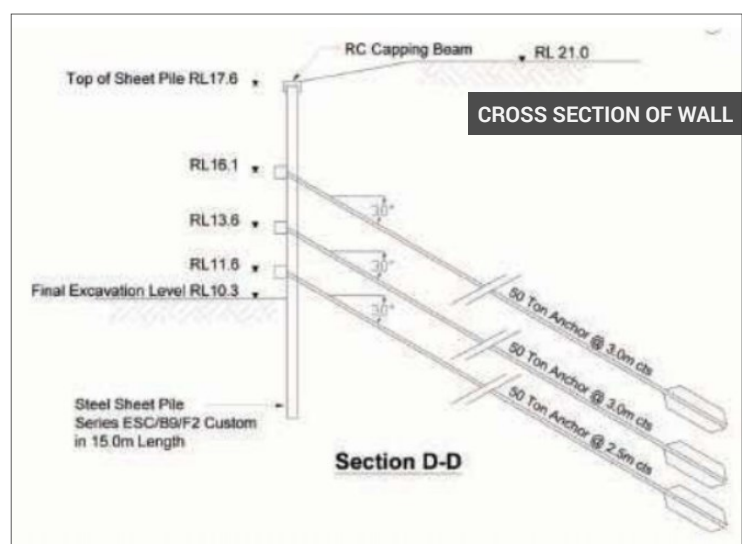 RC Capping Beam
RL 21.0
Top of Sheet Pile RL17.6
CROSS SECTION OF WALL
RL16.1
30°
RL13.6
30°
RL11.6
Final Excavation Level RL10.3
30°
50 Ton Anchor @ 3.0m cts
50 Ton Anchor @ 3.0m cts
50 Ton Anchor @ 2.5m cts
Steel Sheet Pile
Series ESC/B9/F2 Custom
in 15.0m Length
Section D-D